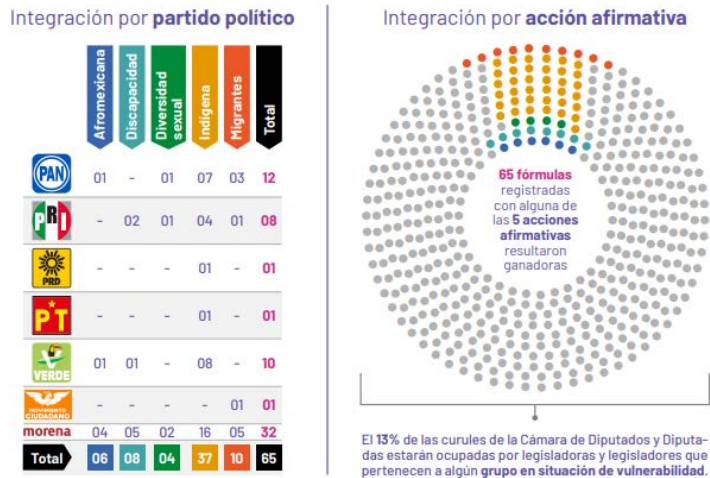 Integración por partido político
Afromexicana
Discapacidad
Diversidad
sexual
Indígena
Migrantes
Total
PAN 01 - 01 07 03 12
PRI - 02 01 04 01 08
PRD - - - 01 - 01
PT - - - 01 - 01
VERDE 01 01 - 08 - 10
MOVIMIENTO
CIUDADANO - - - - 01 01
morena 04 05 02 16 05 32
Total 06 08 04 37 10 65
Integración por acción afirmativa
65 fórmulas
registradas
con alguna de
las 5 acciones
afirmativas
resultaron
ganadoras
El 13% de las curules de la Cámara de Diputados y Diputa-
das estarán ocupadas por legisladoras y legisladores que
pertenecen a algún grupo en situación de vulnerabilidad.